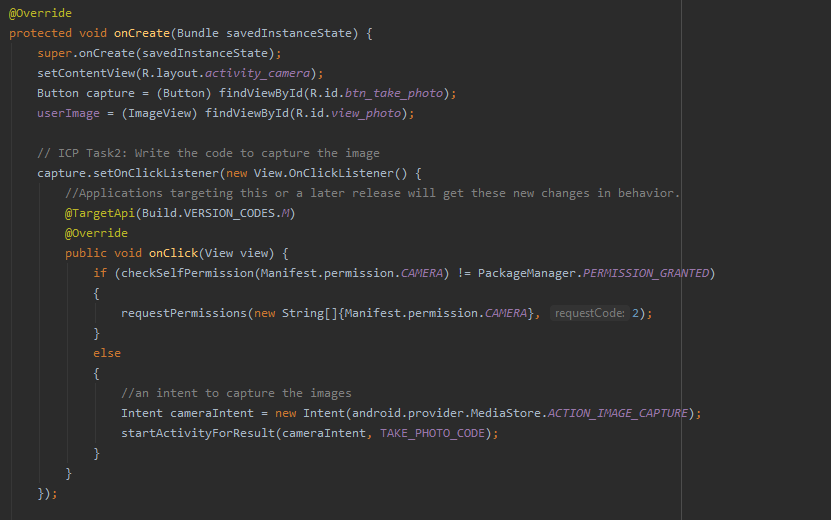 @Override
protected void onCreate(Bundle savedInstanceState) {
    super.onCreate(savedInstanceState);
    setContentView(R.layout.activity_camera);
    Button capture = (Button) findViewById(R.id.btn_take_photo);
    userImage = (ImageView) findViewById(R.id.view_photo);

    // ICP Task2: Write the code to capture the image
    capture.setOnClickListener(new View.OnClickListener() {
        //Applications targeting this or a later release will get these new changes in behavior.
        @TargetApi(Build.VERSION_CODES.M)
        @Override
        public void onClick(View view) {
            if (checkSelfPermission(Manifest.permission.CAMERA) != PackageManager.PERMISSION_GRANTED)
            {
                requestPermissions(new String[]{Manifest.permission.CAMERA}, requestCode: 2);
            }
            else
            {
                //an intent to capture the images
                Intent cameraIntent = new Intent(android.provider.MediaStore.ACTION_IMAGE_CAPTURE);
                startActivityForResult(cameraIntent, TAKE_PHOTO_CODE);
            }
        }
    });